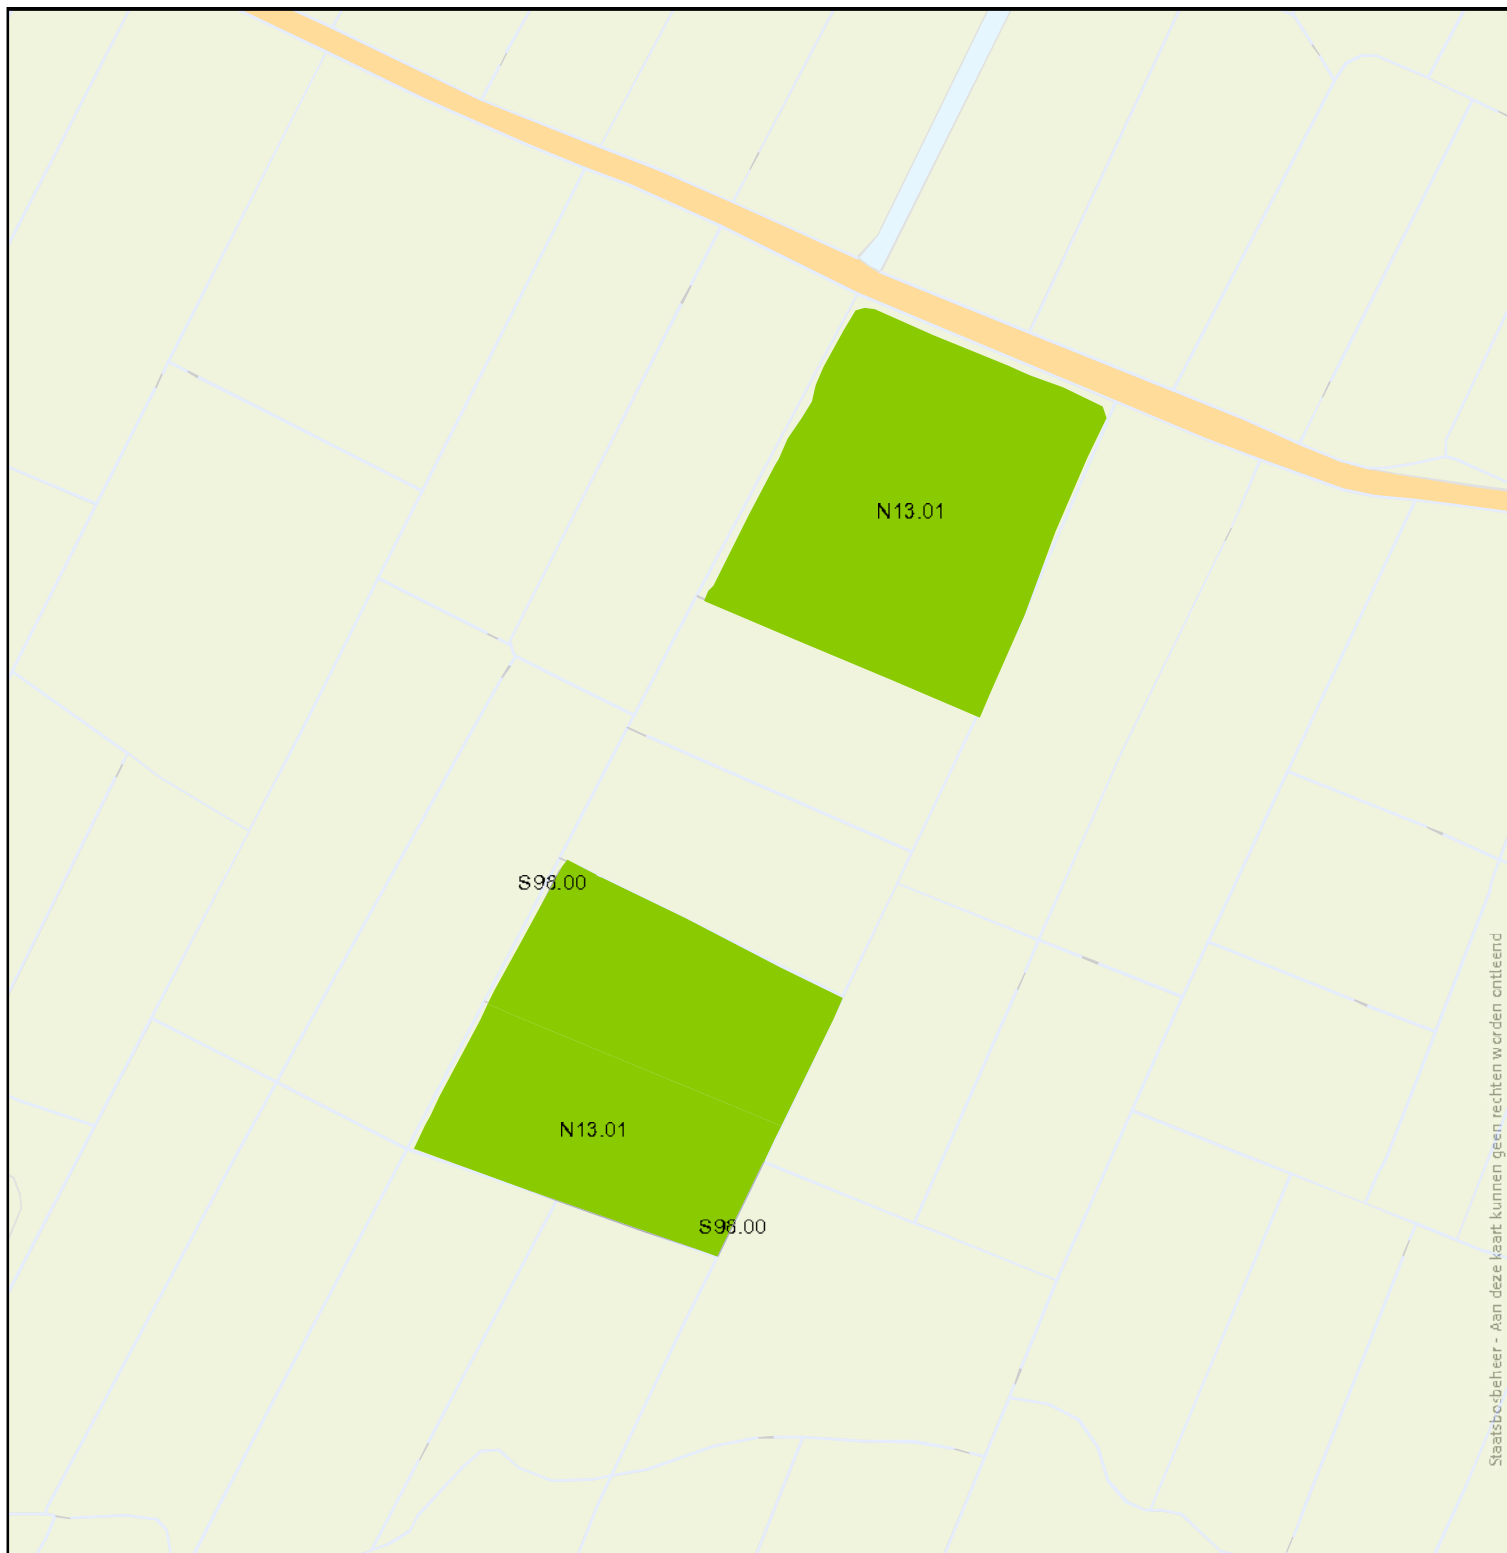 N13.01
S98.00
N13.01
S98.00
Staatsbosbeheer - Aan deze kaart kunnen geen rechten worden ontleend